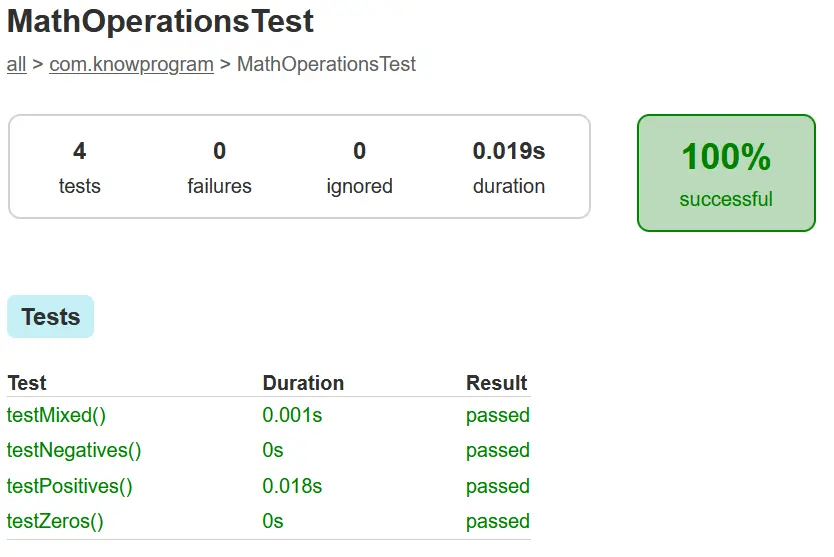 MathOperationsTest
all > com.knowprogram > MathOperationsTest
4 0 0 0.019s 100%
tests failures ignored duration successful
Tests
Test Duration Result
testMixed() 0.001s passed
testNegatives() 0s passed
testPositives() 0.018s passed
testZeros() 0s passed